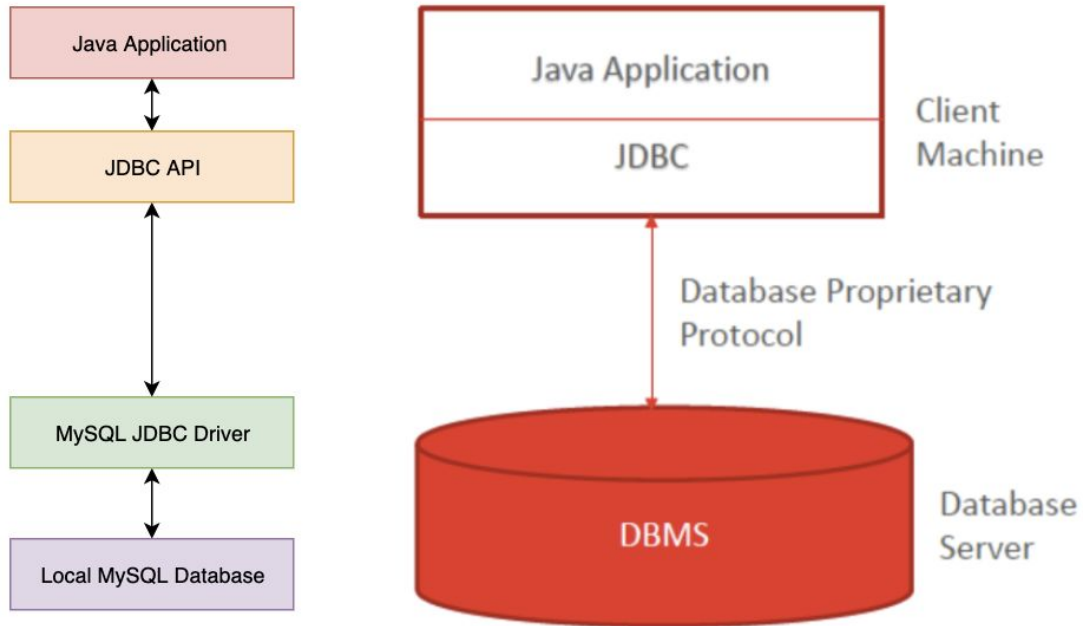 Java Application
JDBC API
MySQL JDBC Driver
Local MySQL Database
Java Application
JDBC
Client
Machine
Database Proprietary
Protocol
DBMS
Database
Server